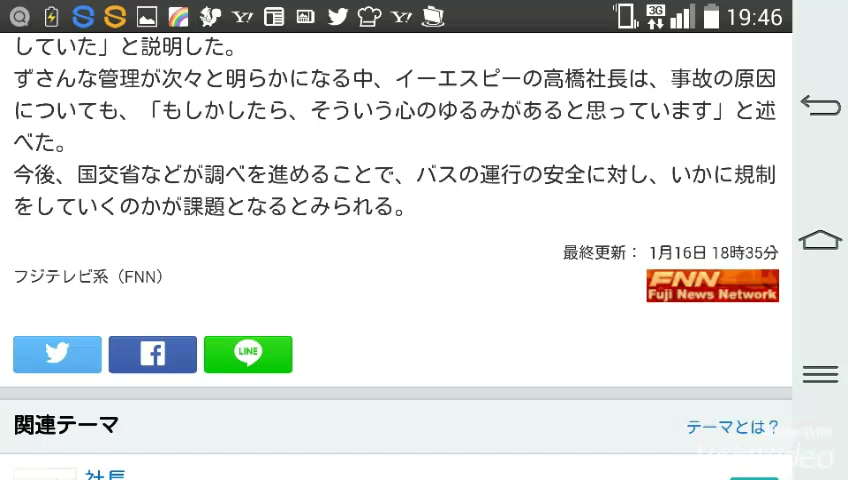 19:46
3G
していた」と説明した。
ずさんな管理が次々と明らかになる中、イーエスピーの高橋社長は、事故の原因
についても、「もしかしたら、そういう心のゆるみがあると思っています」と述
べた。
今後、国交省などが調べを進めることで、バスの運行の安全に対し、いかに規制
をしていくのかが課題となるとみられる。
最終更新： 1月16日 18時35分
フジテレビ系（FNN）
FNN
Fuji News Network
LINE
関連テーマ
テーマとは？
社長